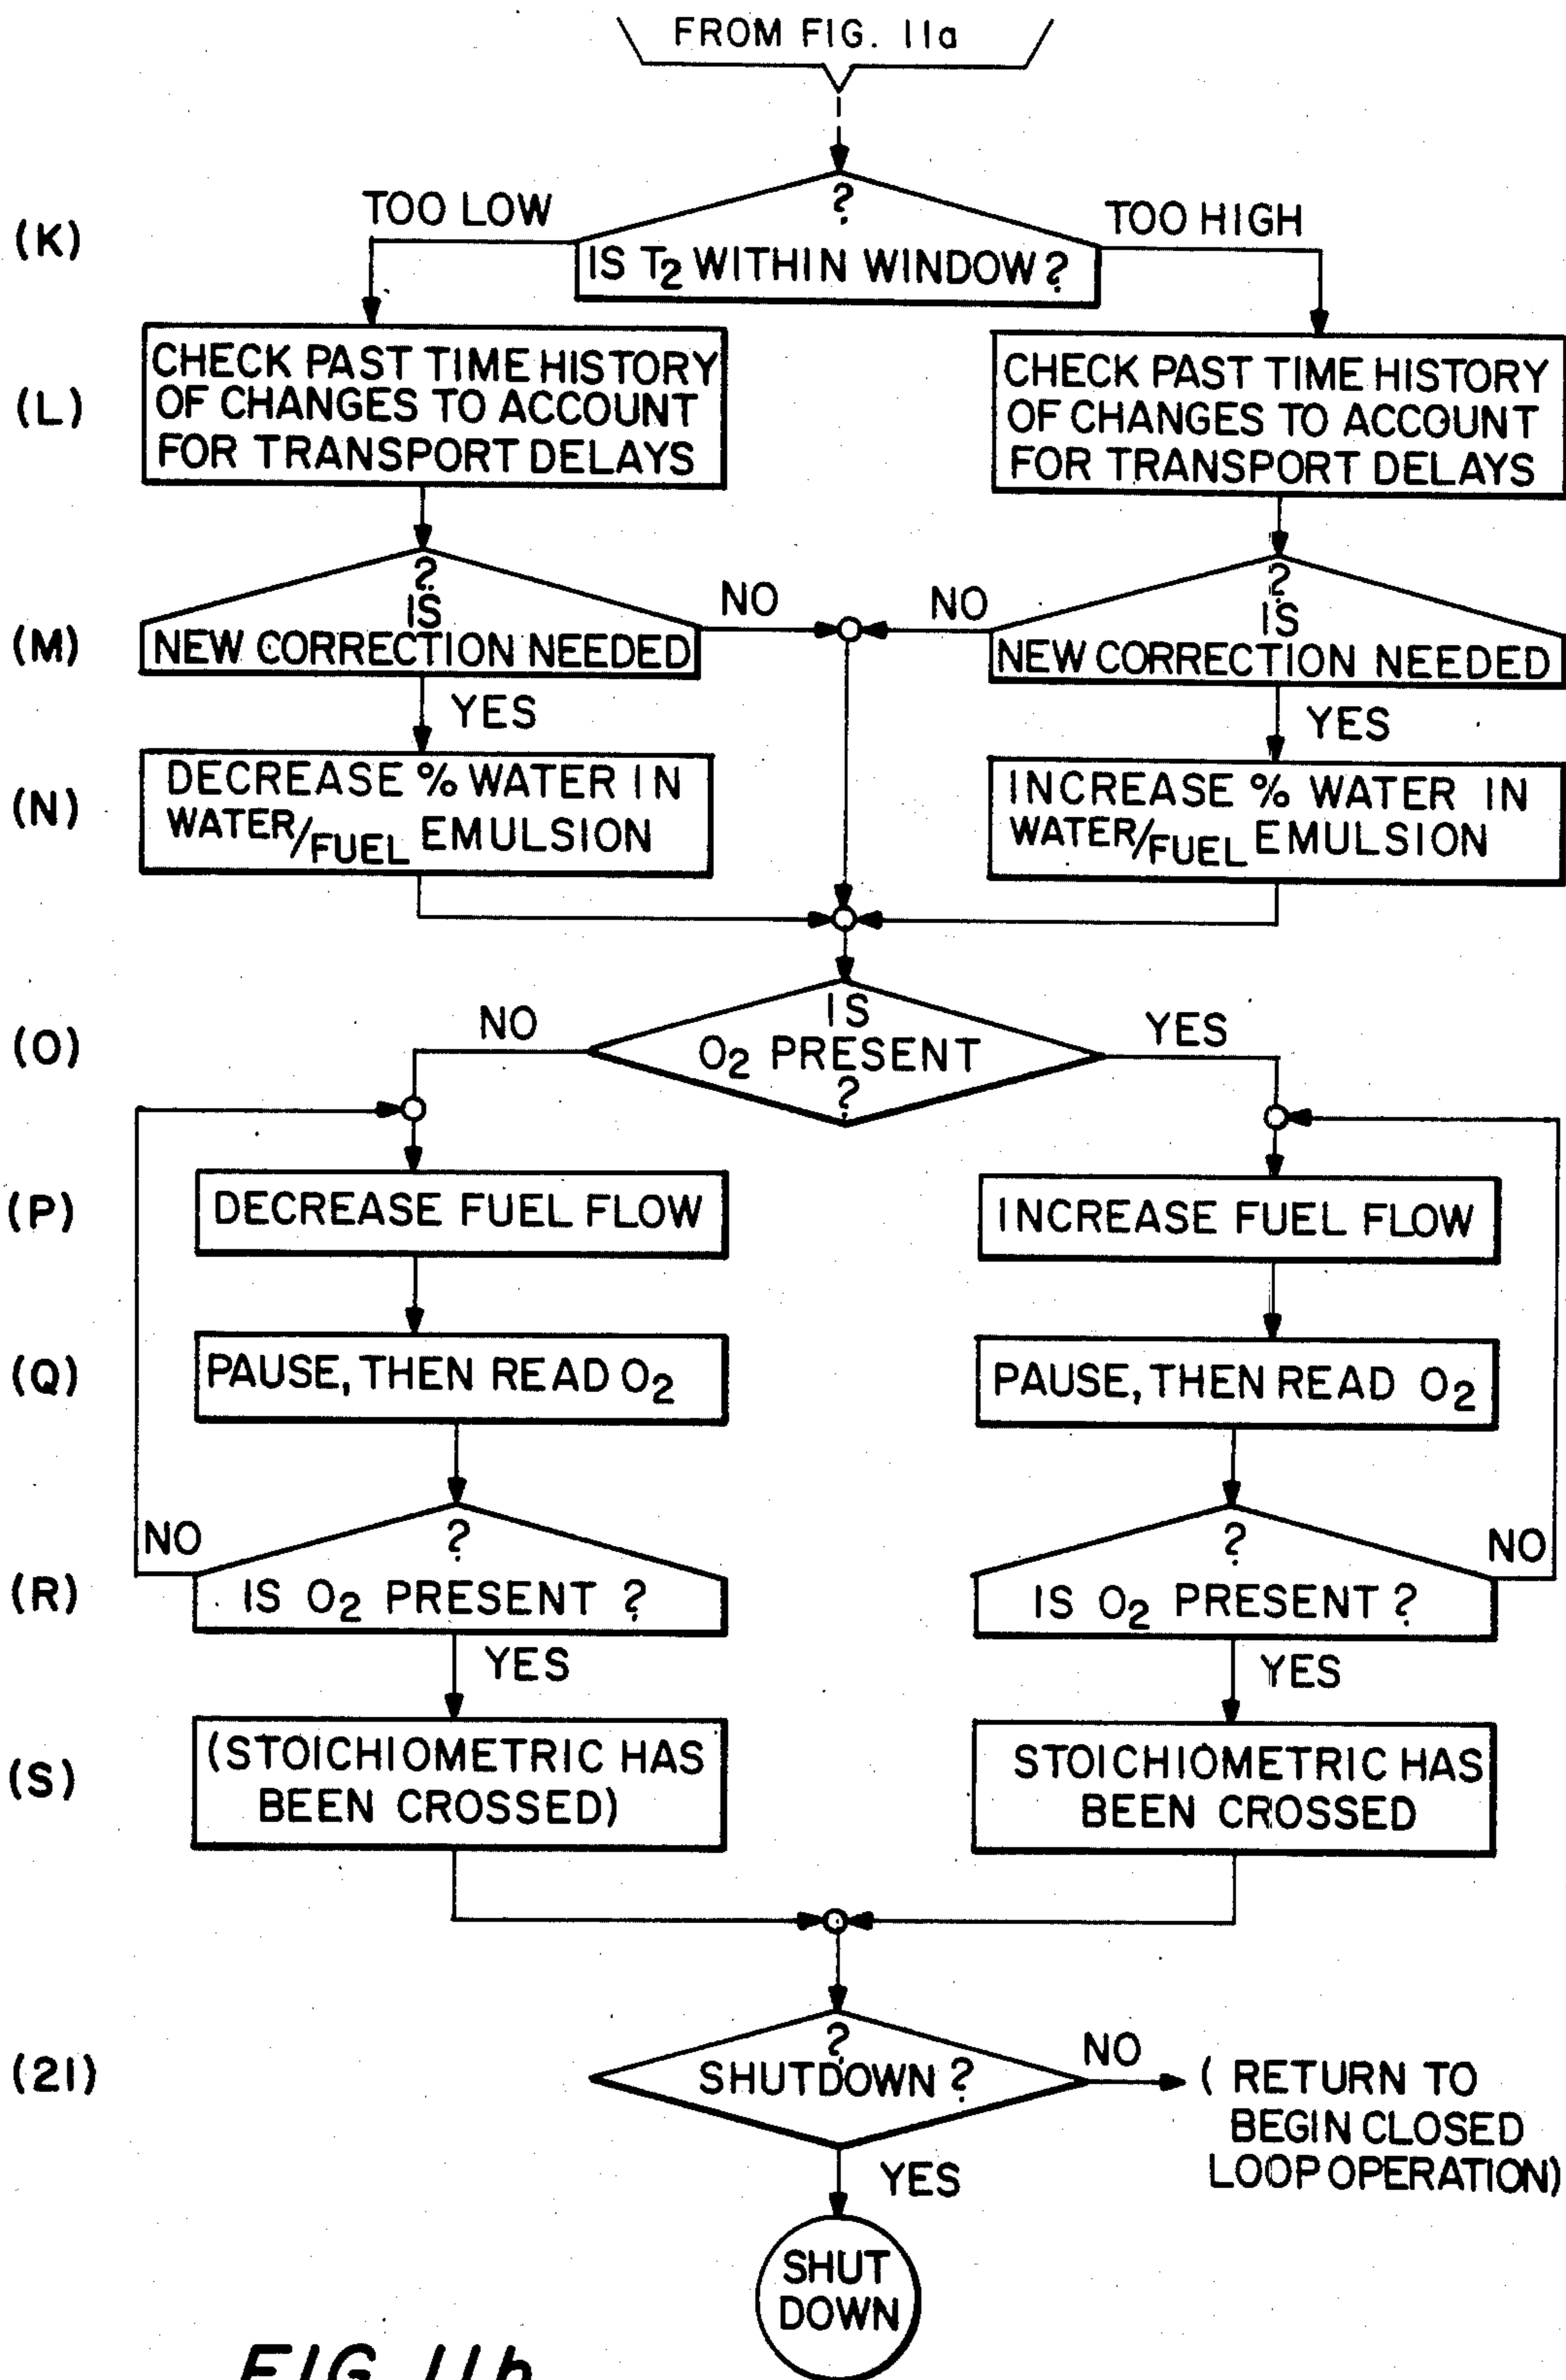 FROM FIG. 11a
(K)
TOO LOW
?
TOO HIGH
IS T2 WITHIN WINDOW?
(L)
CHECK PAST TIME HISTORY
OF CHANGES TO ACCOUNT
FOR TRANSPORT DELAYS
CHECK PAST TIME HISTORY
OF CHANGES TO ACCOUNT
FOR TRANSPORT DELAYS
(M)
?
IS
NEW CORRECTION NEEDED
NO
NO
?
IS
NEW CORRECTION NEEDED
YES
YES
(N)
DECREASE % WATER IN
WATER/FUEL EMULSION
INCREASE % WATER IN
WATER/FUEL EMULSION
(O)
NO
IS
O2 PRESENT
?
YES
(P)
DECREASE FUEL FLOW
INCREASE FUEL FLOW
(Q)
PAUSE, THEN READ O2
PAUSE, THEN READ O2
(R)
NO
?
IS O2 PRESENT ?
?
IS O2 PRESENT ?
NO
YES
YES
(S)
(STOICHIOMETRIC HAS
BEEN CROSSED)
STOICHIOMETRIC HAS
BEEN CROSSED
(21)
?
SHUTDOWN ?
NO
( RETURN TO
BEGIN CLOSED
LOOP OPERATION)
YES
SHUT
DOWN
FIG. 11b